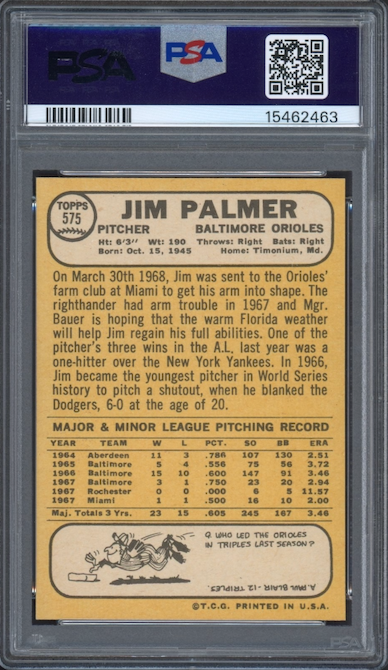 PSA
PSA
15462463
TOPPS
575
JIM PALMER
PITCHER BALTIMORE ORIOLES
Ht: 6'3" Wt: 190 Throws: Right Bats: Right
Born: Oct. 15, 1945 Home: Timonium, Md.
On March 30th 1968, Jim was sent to the Orioles'
farm club at Miami to get his arm into shape. The
righthander had arm trouble in 1967 and Mgr.
Bauer is hoping that the warm Florida weather
will help Jim regain his full abilities. One of the
pitcher's three wins in the A.L. last year was a
one-hitter over the New York Yankees. In 1966,
Jim became the youngest pitcher in World Series
history to pitch a shutout, when he blanked the
Dodgers, 6-0 at the age of 20.
MAJOR & MINOR LEAGUE PITCHING RECORD
YEAR TEAM W L PCT. SO BB ERA
1964 Aberdeen 11 3 .786 107 130 2.51
1965 Baltimore 5 4 .556 75 56 3.72
1966 Baltimore 15 10 .600 147 91 3.46
1967 Baltimore 3 1 .750 23 20 2.94
1967 Rochester 0 0 .000 6 5 11.57
1967 Miami 1 1 .500 16 10 2.00
Maj. Totals 3 Yrs. 23 15 .605 245 167 3.46
Q. WHO LED THE ORIOLES
IN TRIPLES LAST SEASON?
A. PAUL BLAIR - 12 TRIPLES.
©T.C.G. PRINTED IN U.S.A.
PSA PSA